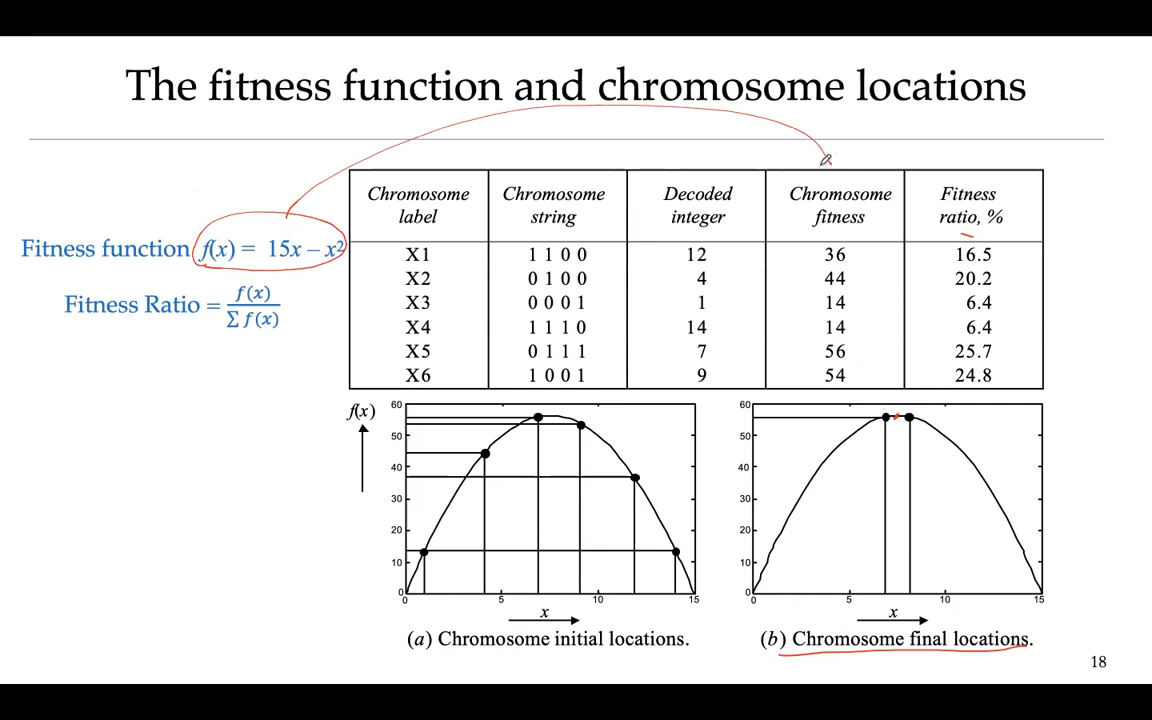 The fitness function and chromosome locations
Fitness function f(x) = 15x – x2
Fitness Ratio = f(x) / ∑ f(x)
Chromosome label Chromosome string Decoded integer Chromosome fitness Fitness ratio, %
X1 1 1 0 0 12 36 16.5
X2 0 1 0 0 4 44 20.2
X3 0 0 0 1 1 14 6.4
X4 1 1 1 0 14 14 6.4
X5 0 1 1 1 7 56 25.7
X6 1 0 0 1 9 54 24.8
f(x)
60
50
40
30
20
10
0
0 5 10 15
x
(a) Chromosome initial locations.
60
50
40
30
20
10
0
0 5 10 15
x
(b) Chromosome final locations.
18